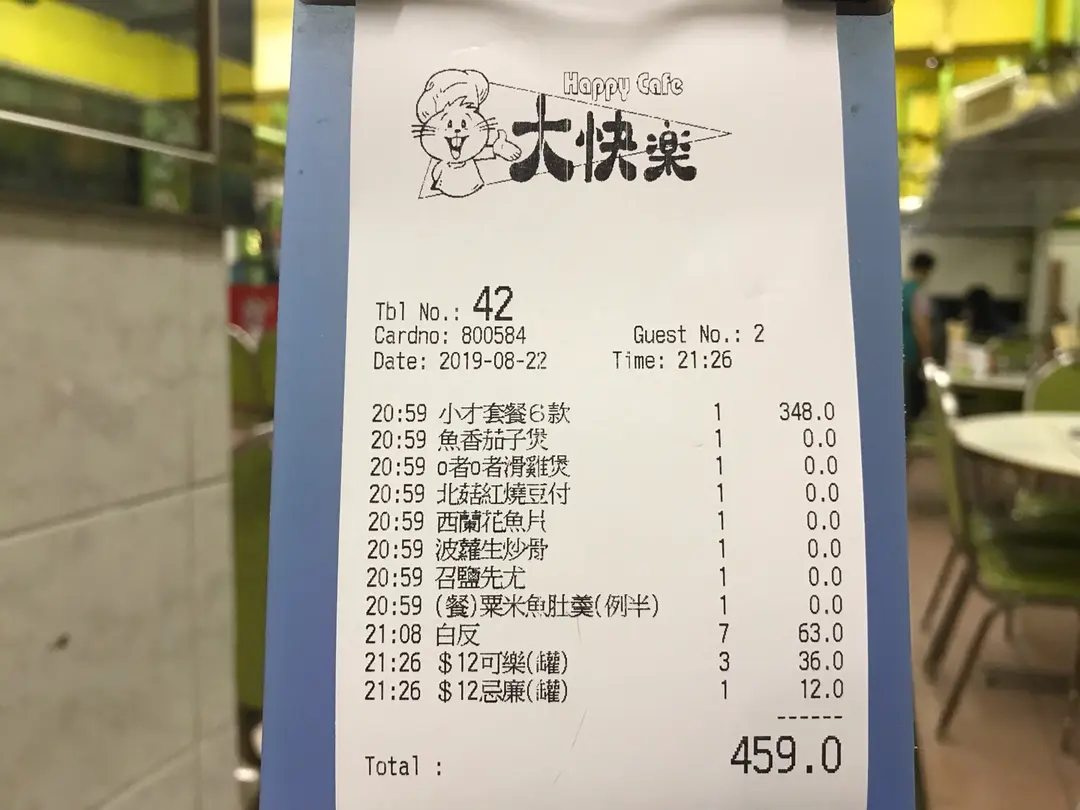 Happy Cafe
大快楽
Tbl No.: 42
Cardno: 800584 Guest No.: 2
Date: 2019-08-22 Time: 21:26
20:59 小才套餐6款 1 348.0
20:59 魚香茄子煲 1 0.0
20:59 o者o者滑雞煲 1 0.0
20:59 北菇紅燒豆付 1 0.0
20:59 西蘭花魚片 1 0.0
20:59 波蘿生炒骨 1 0.0
20:59 召鹽先尤 1 0.0
20:59 (餐)粟米魚肚羹(例半) 1 0.0
21:08 白反 7 63.0
21:26 $12可樂(罐) 3 36.0
21:26 $12忌廉(罐) 1 12.0
------
Total : 459.0